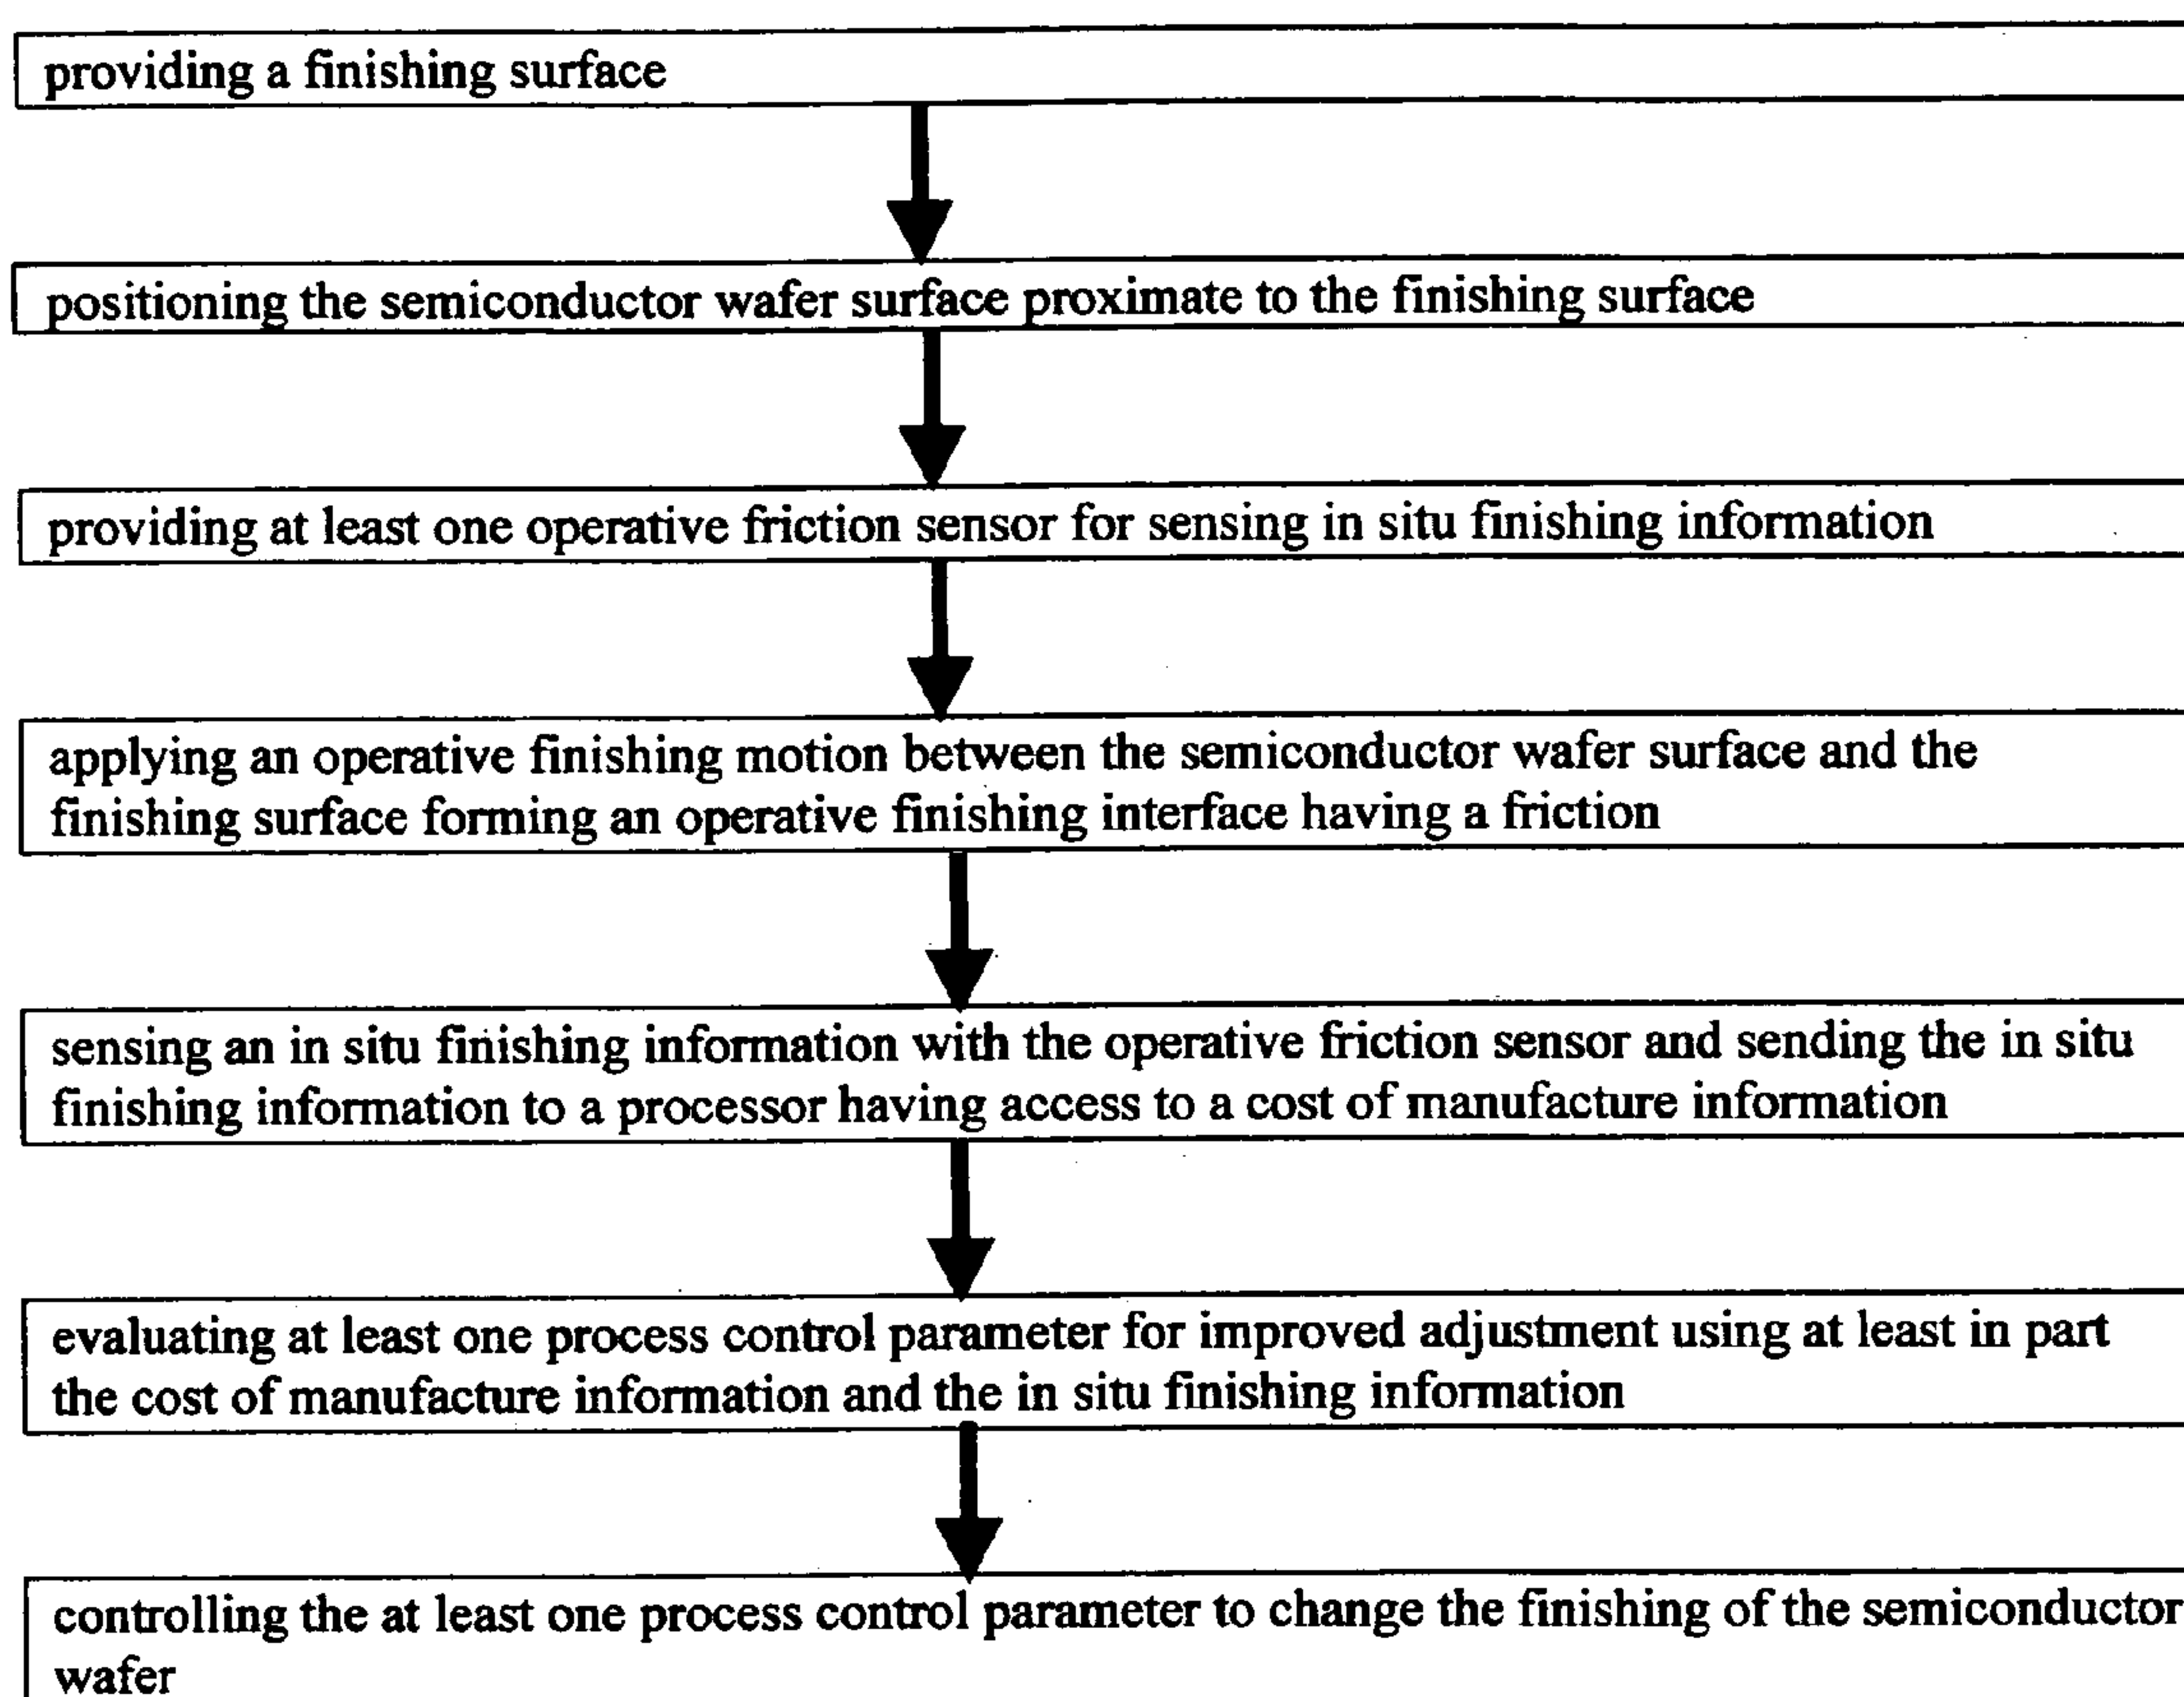 providing a finishing surface
positioning the semiconductor wafer surface proximate to the finishing surface
providing at least one operative friction sensor for sensing in situ finishing information
applying an operative finishing motion between the semiconductor wafer surface and the
finishing surface forming an operative finishing interface having a friction
sensing an in situ finishing information with the operative friction sensor and sending the in situ
finishing information to a processor having access to a cost of manufacture information
evaluating at least one process control parameter for improved adjustment using at least in part
the cost of manufacture information and the in situ finishing information
controlling the at least one process control parameter to change the finishing of the semiconductor
wafer